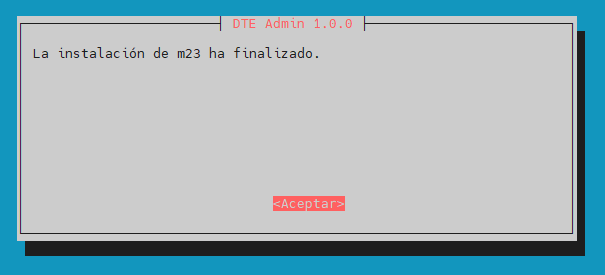 DTE Admin 1.0.0
La instalación de m23 ha finalizado.
<Aceptar>